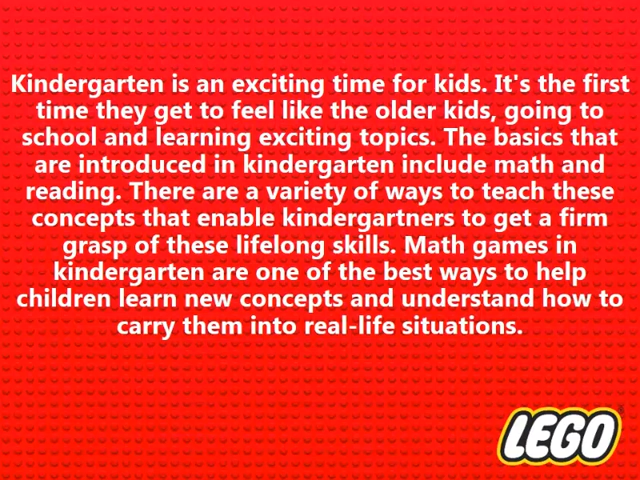 Kindergarten is an exciting time for kids. It's the first
time they get to feel like the older kids, going to
school and learning exciting topics. The basics that
are introduced in kindergarten include math and
reading. There are a variety of ways to teach these
concepts that enable kindergartners to get a firm
grasp of these lifelong skills. Math games in
kindergarten are one of the best ways to help
children learn new concepts and understand how to
carry them into real-life situations.
LEGO®